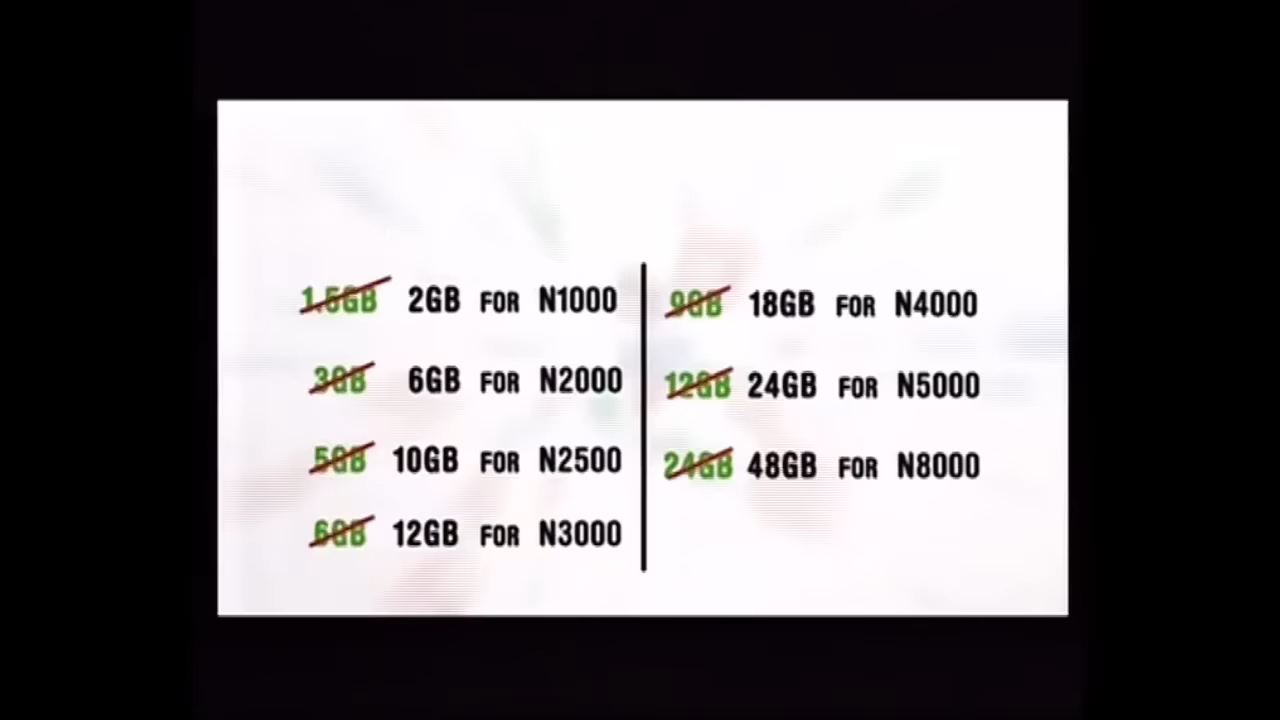 1.5GB 2GB FOR N1000
3GB 6GB FOR N2000
5GB 10GB FOR N2500
6GB 12GB FOR N3000
9GB 18GB FOR N4000
12GB 24GB FOR N5000
24GB 48GB FOR N8000